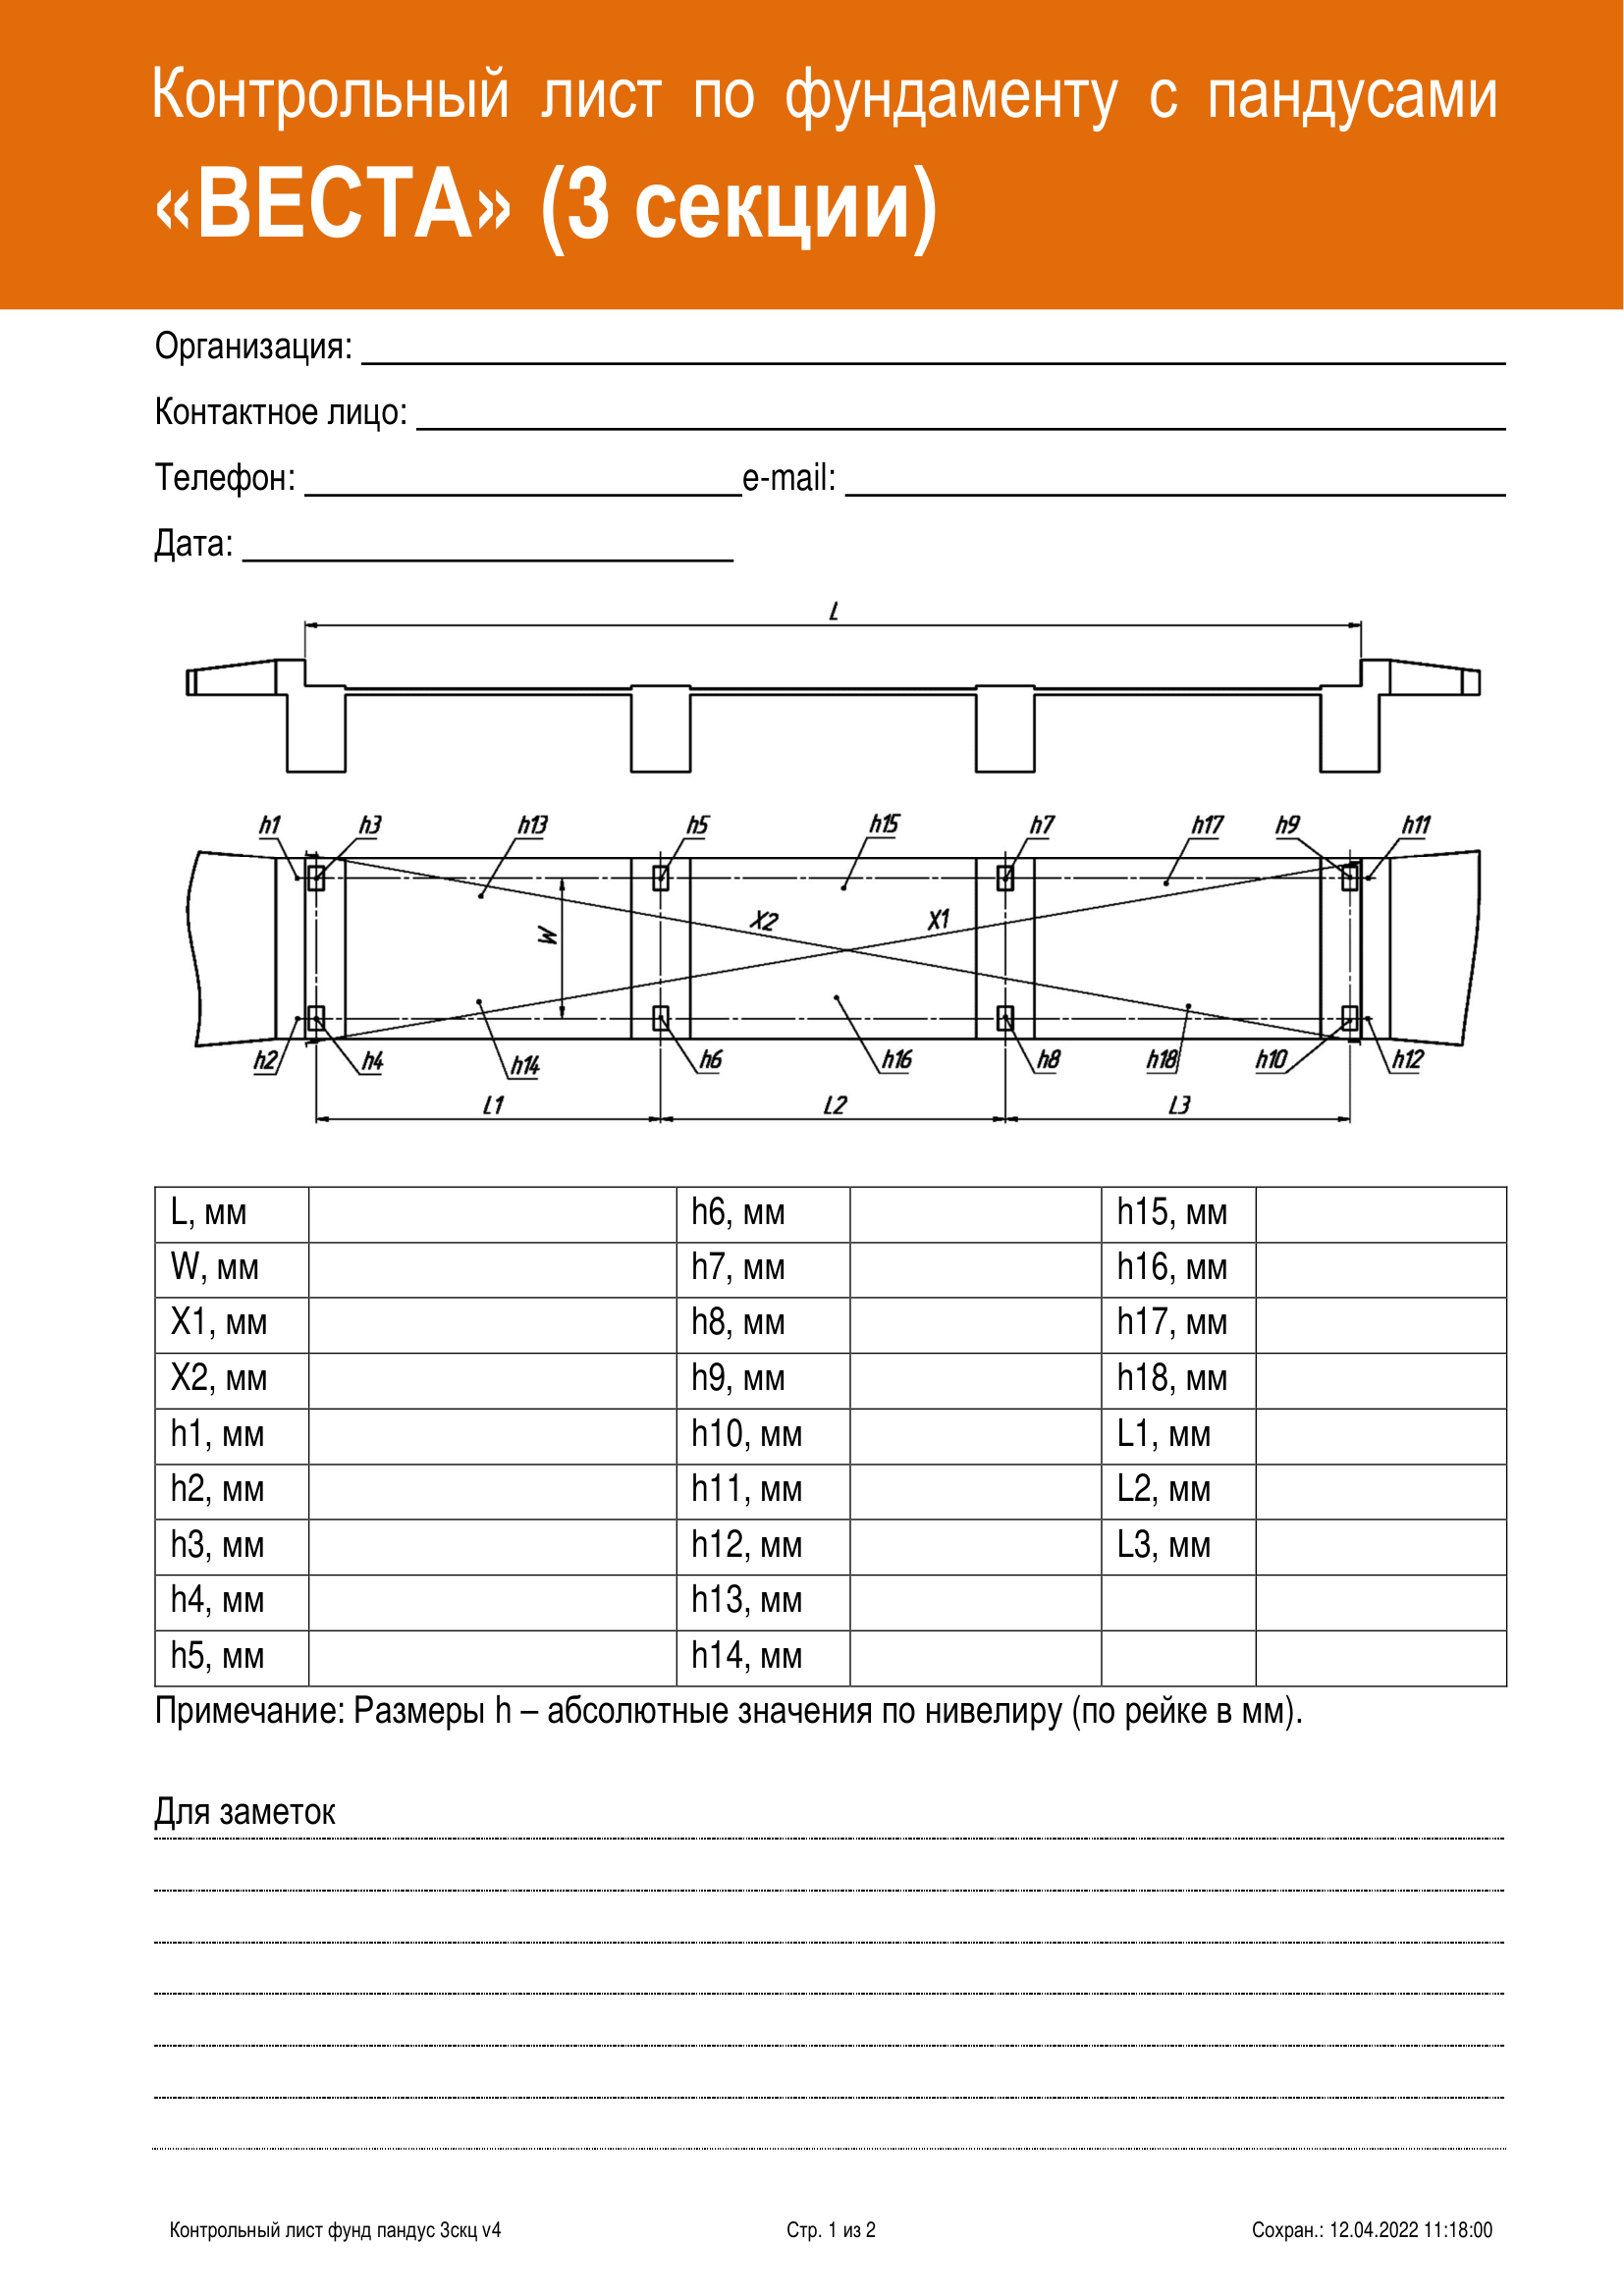 Контрольный лист по фундаменту с пандусами
«ВЕСТА» (3 секции)
Организация:
Контактное лицо:
Телефон: e-mail:
Дата:
L
h1 h3 h13 h5 h15 h7 h17 h9 h11
W X2 X1
h2 h4 h14 h6 h16 h8 h18 h10 h12
L1 L2 L3
L, мм h6, мм h15, мм
W, мм h7, мм h16, мм
X1, мм h8, мм h17, мм
X2, мм h9, мм h18, мм
h1, мм h10, мм L1, мм
h2, мм h11, мм L2, мм
h3, мм h12, мм L3, мм
h4, мм h13, мм
h5, мм h14, мм
Примечание: Размеры h – абсолютные значения по нивелиру (по рейке в мм).
Для заметок
Контрольный лист фунд пандус 3скц v4 Стр. 1 из 2 Сохран.: 12.04.2022 11:18:00